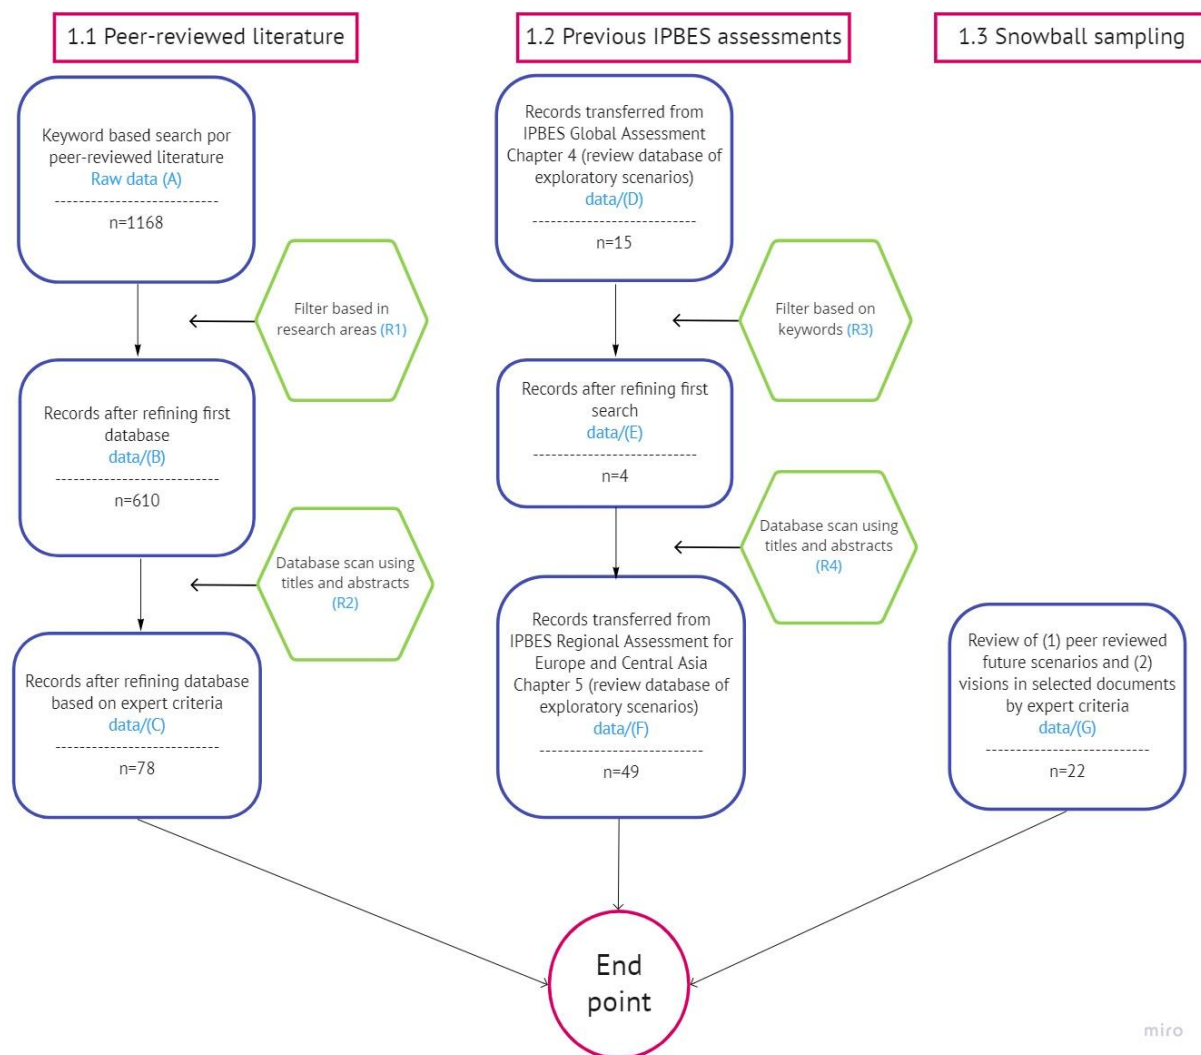 1.1 Peer-reviewed literature
Keyword based search por
peer-reviewed literature
Raw data (A)
----------------------------
n=1168
Filter based in
research areas (R1)
Records after refining first
database
data/(B)
----------------------------
n=610
Database scan using
titles and abstracts
(R2)
Records after refining database
based on expert criteria
data/(C)
----------------------------
n=78
1.2 Previous IPBES assessments
Records transferred from
IPBES Global Assessment
Chapter 4 (review database of
exploratory scenarios)
data/(D)
----------------------------
n=15
Filter based on
keywords (R3)
Records after refining first
search
data/(E)
----------------------------
n=4
Database scan using
titles and abstracts
(R4)
Records transferred from
IPBES Regional Assessment for
Europe and Central Asia
Chapter 5 (review database of
exploratory scenarios)
data/(F)
----------------------------
n=49
1.3 Snowball sampling
Review of (1) peer reviewed
future scenarios and (2)
visions in selected documents
by expert criteria
data/(G)
----------------------------
n=22
End
point
miro